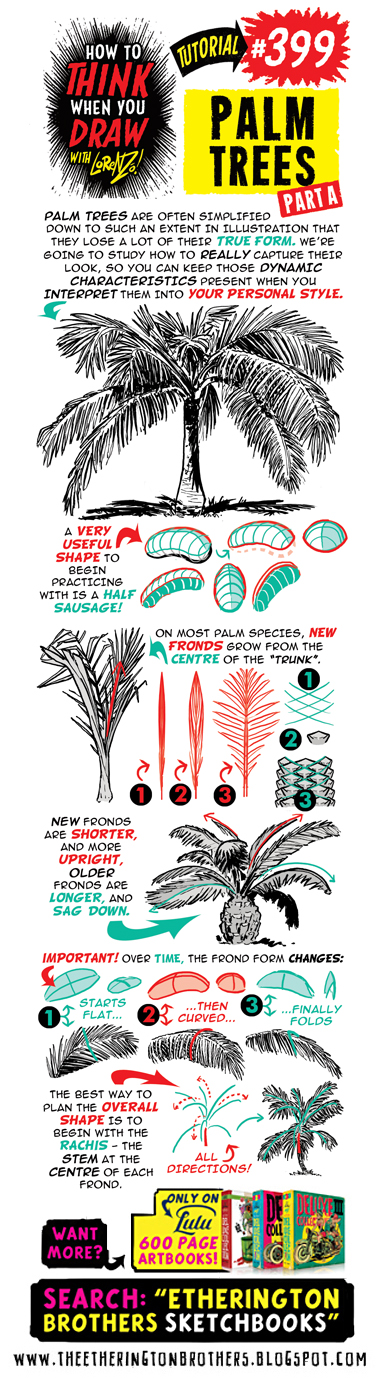 HOW TO
THINK
WHEN YOU
DRAW
WITH LORENZO!
TUTORIAL
#399
PALM
TREES
PART A
PALM TREES ARE OFTEN SIMPLIFIED
DOWN TO SUCH AN EXTENT IN ILLUSTRATION THAT
THEY LOSE A LOT OF THEIR TRUE FORM. WE'RE
GOING TO STUDY HOW TO REALLY CAPTURE THEIR
LOOK, SO YOU CAN KEEP THOSE DYNAMIC
CHARACTERISTICS PRESENT WHEN YOU
INTERPRET THEM INTO YOUR PERSONAL STYLE.
A VERY
USEFUL
SHAPE TO
BEGIN
PRACTICING
WITH IS A HALF
SAUSAGE!
ON MOST PALM SPECIES, NEW
FRONDS GROW FROM THE
CENTRE OF THE "TRUNK".
1
2
3
1
2
3
NEW FRONDS
ARE SHORTER,
AND MORE
UPRIGHT,
OLDER
FRONDS ARE
LONGER, AND
SAG DOWN.
IMPORTANT! OVER TIME, THE FROND FORM CHANGES:
1 STARTS
FLAT...
2 ...THEN
CURVED...
3 ...FINALLY
FOLDS
THE BEST WAY TO
PLAN THE OVERALL
SHAPE IS TO
BEGIN WITH THE
RACHIS - THE
STEM AT THE
CENTRE OF EACH
FROND.
ALL
DIRECTIONS!
WANT
MORE?
ONLY ON
Lulu
600 PAGE
ARTBOOKS!
SEARCH: "ETHERINGTON
BROTHERS SKETCHBOOKS"
WWW.THEETHERINGTONBROTHERS.BLOGSPOT.COM